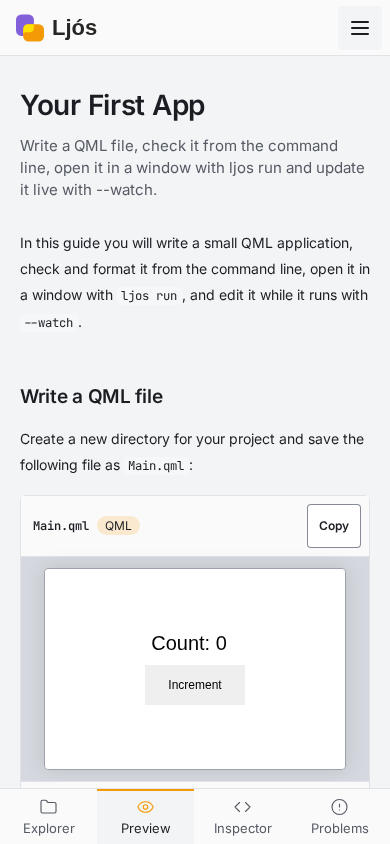 Ljós
Your First App
Write a QML file, check it from the command
line, open it in a window with ljos run and update
it live with --watch.
In this guide you will write a small QML application,
check and format it from the command line, open it in
a window with ljos run, and edit it while it runs with
--watch.
Write a QML file
Create a new directory for your project and save the
following file as Main.qml:
Main.qml QML Copy
Count: 0
Increment
Explorer Preview Inspector Problems